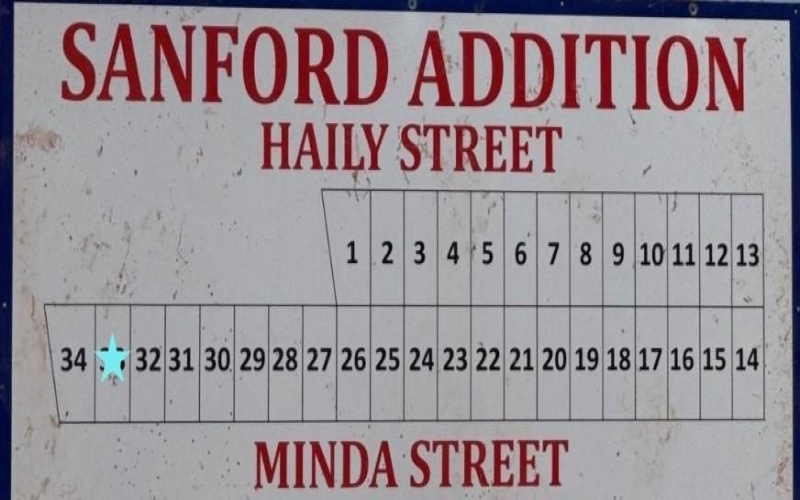 SANFORD ADDITION
HAILY STREET
1 2 3 4 5 6 7 8 9 10 11 12 13
34 32 31 30 29 28 27 26 25 24 23 22 21 20 19 18 17 16 15 14
MINDA STREET